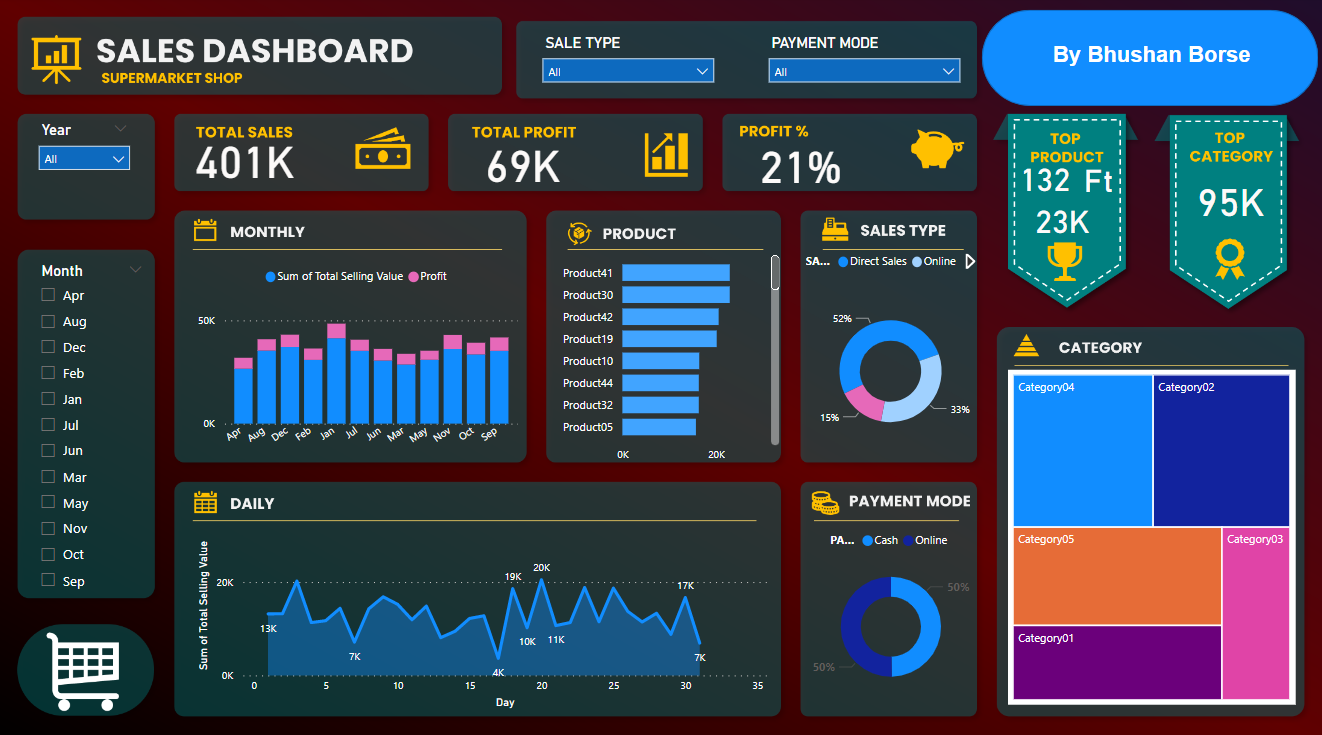 SALES DASHBOARD
SUPERMARKET SHOP
SALE TYPE
All
PAYMENT MODE
All
By Bhushan Borse
Year
All
TOTAL SALES
401K
TOTAL PROFIT
69K
PROFIT %
21%
TOP
PRODUCT
132 Ft
23K
TOP
CATEGORY
95K
Month
Apr
Aug
Dec
Feb
Jan
Jul
Jun
Mar
May
Nov
Oct
Sep
MONTHLY
Sum of Total Selling Value Profit
50K
0K
Apr Aug Dec Feb Jan Jul Jun Mar May Nov Oct Sep
PRODUCT
Product41
Product30
Product42
Product19
Product10
Product44
Product32
Product05
0K 20K
SALES TYPE
SA... Direct Sales Online
52%
33%
15%
CATEGORY
Category04
Category02
Category05
Category03
Category01
DAILY
Sum of Total Selling Value
20K
0K
13K
7K
4K
19K
10K
20K
11K
17K
7K
0 5 10 15 20 25 30 35
Day
PAYMENT MODE
PA... Cash Online
50%
50%